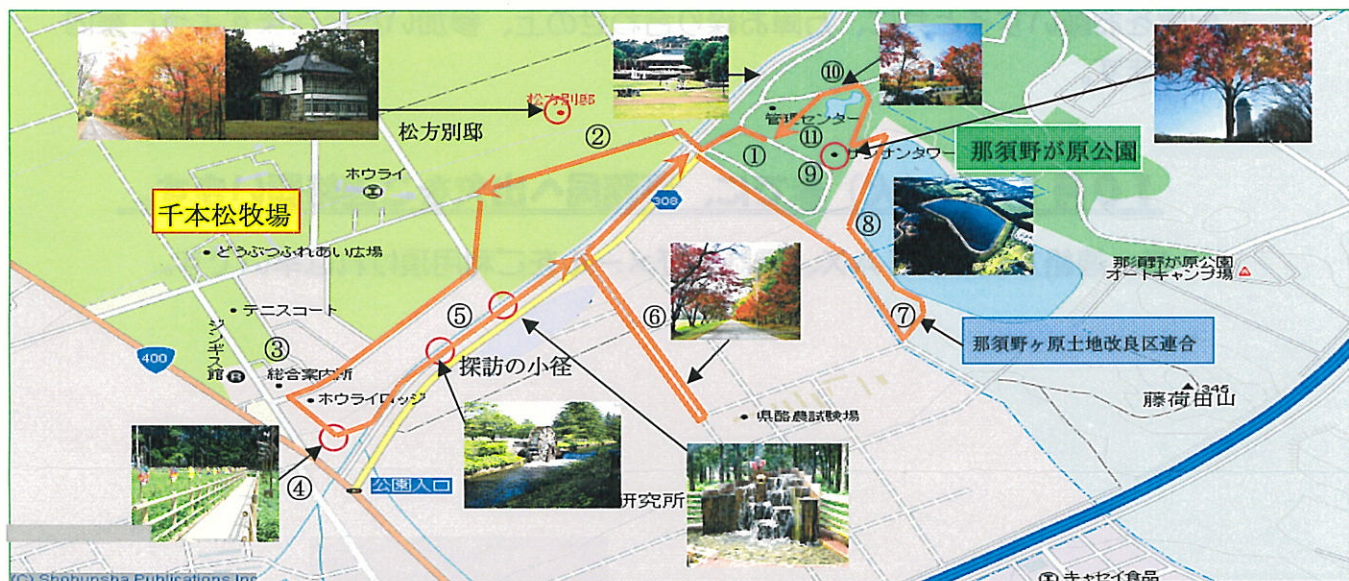 松方別邸
松方別邸
②
⑩
管理センター
①
⑪
⑨
サンサンタワー
那須野が原公園
ホウライ
千本松牧場
どうぶつふれあい広場
308
⑧
那須野が原公園
オートキャンプ場
テニスコート
⑤
⑥
⑦
那須野ヶ原土地改良区連合
400
ジンギス館
③
総合案内所
探訪の小径
ホウライロッジ
県酪農試験場
345
藤荷田山
④
公園入口
研究所
(C) Shobunsha Publications Inc
キャセイ食品